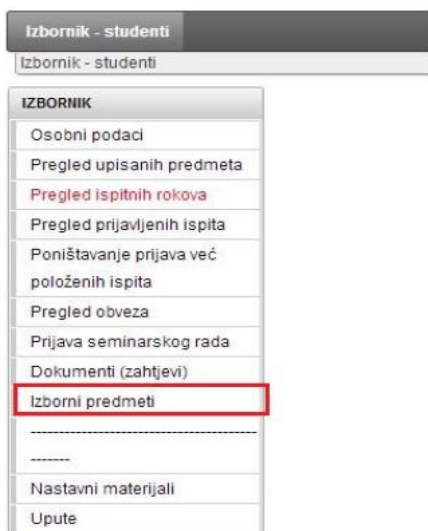 Izbornik - studenti
Izbornik - studenti
IZBORNIK
Osobni podaci
Pregled upisanih predmeta
Pregled ispitnih rokova
Pregled prijavljenih ispita
Poništavanje prijava već
položenih ispita
Pregled obveza
Prijava seminarskog rada
Dokumenti (zahtjevi)
Izborni predmeti
----------------------------------------
-------
Nastavni materijali
Upute